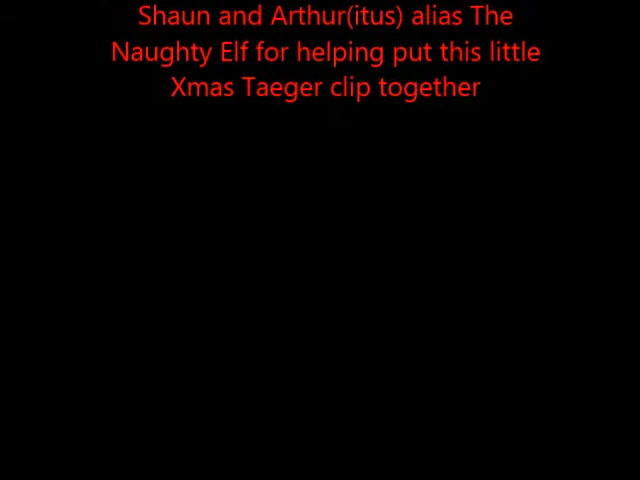 Shaun and Arthur(itus) alias The
Naughty Elf for helping put this little
Xmas Taeger clip together